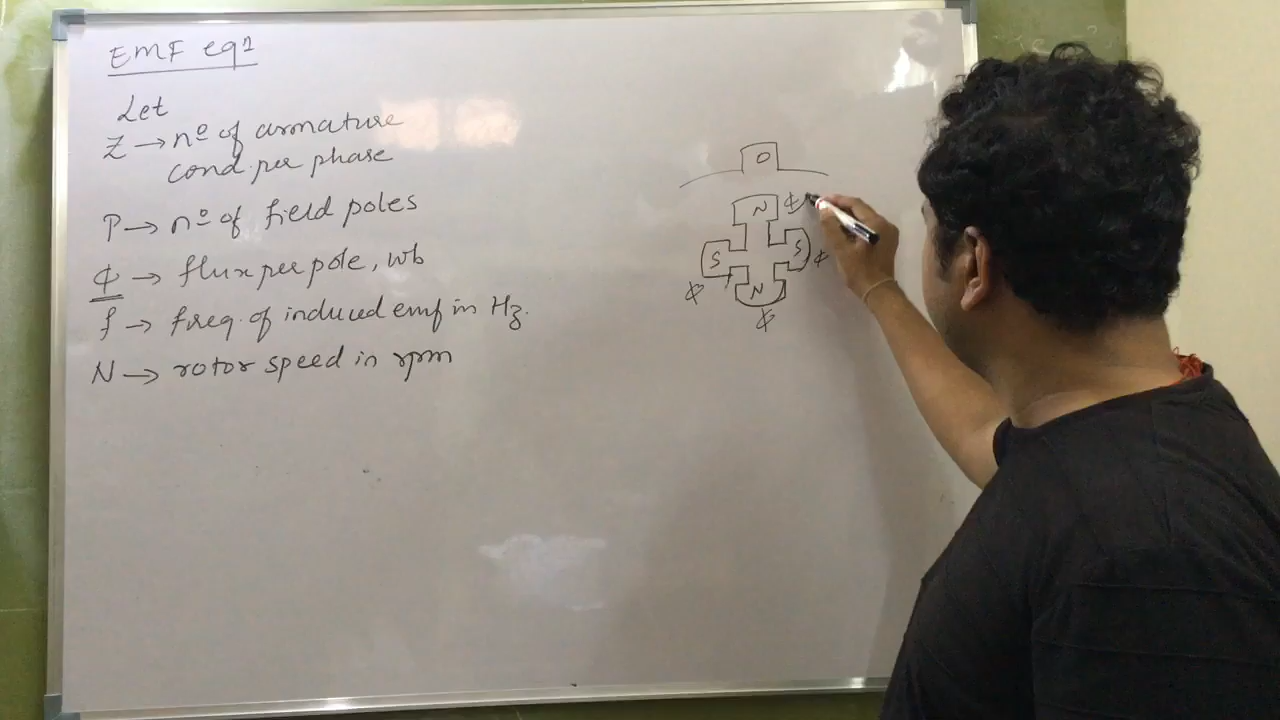 EMF eqn
Let
Z → nº of armature
cond. per phase
P → nº of field poles
ϕ → flux per pole, wb
f → freq. of induced emf in Hz.
N → rotor speed in rpm
O
N ϕ
S S ϕ
ϕ N
ϕ